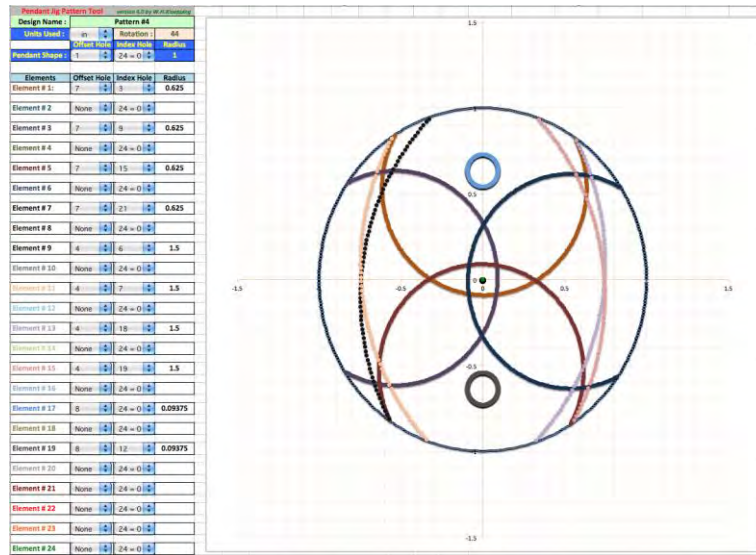 Pendant Jig Pattern Tool version 4.0 by W.R.Kloepping
Design Name : Pattern #4
Units Used : in Rotation : 44
Offset Hole Index Hole Radius
Pendant Shape : 1 24 = 0 1
Elements Offset Hole Index Hole Radius
Element # 1: 7 3 0.625
Element # 2 None 24 = 0
Element # 3 7 9 0.625
Element # 4 None 24 = 0
Element # 5 7 15 0.625
Element # 6 None 24 = 0
Element # 7 7 21 0.625
Element # 8 None 24 = 0
Element # 9 4 6 1.5
Element # 10 None 24 = 0
Element # 11 4 7 1.5
Element # 12 None 24 = 0
Element # 13 4 18 1.5
Element # 14 None 24 = 0
Element # 15 4 19 1.5
Element # 16 None 24 = 0
Element # 17 8 24 = 0 0.09375
Element # 18 None 24 = 0
Element # 19 8 12 0.09375
Element # 20 None 24 = 0
Element # 21 None 24 = 0
Element # 22 None 24 = 0
Element # 23 None 24 = 0
Element # 24 None 24 = 0
1.5
1
0.5
-1.5 -0.5 0 0 0.5 1.5
-0.5
-1
-1.5